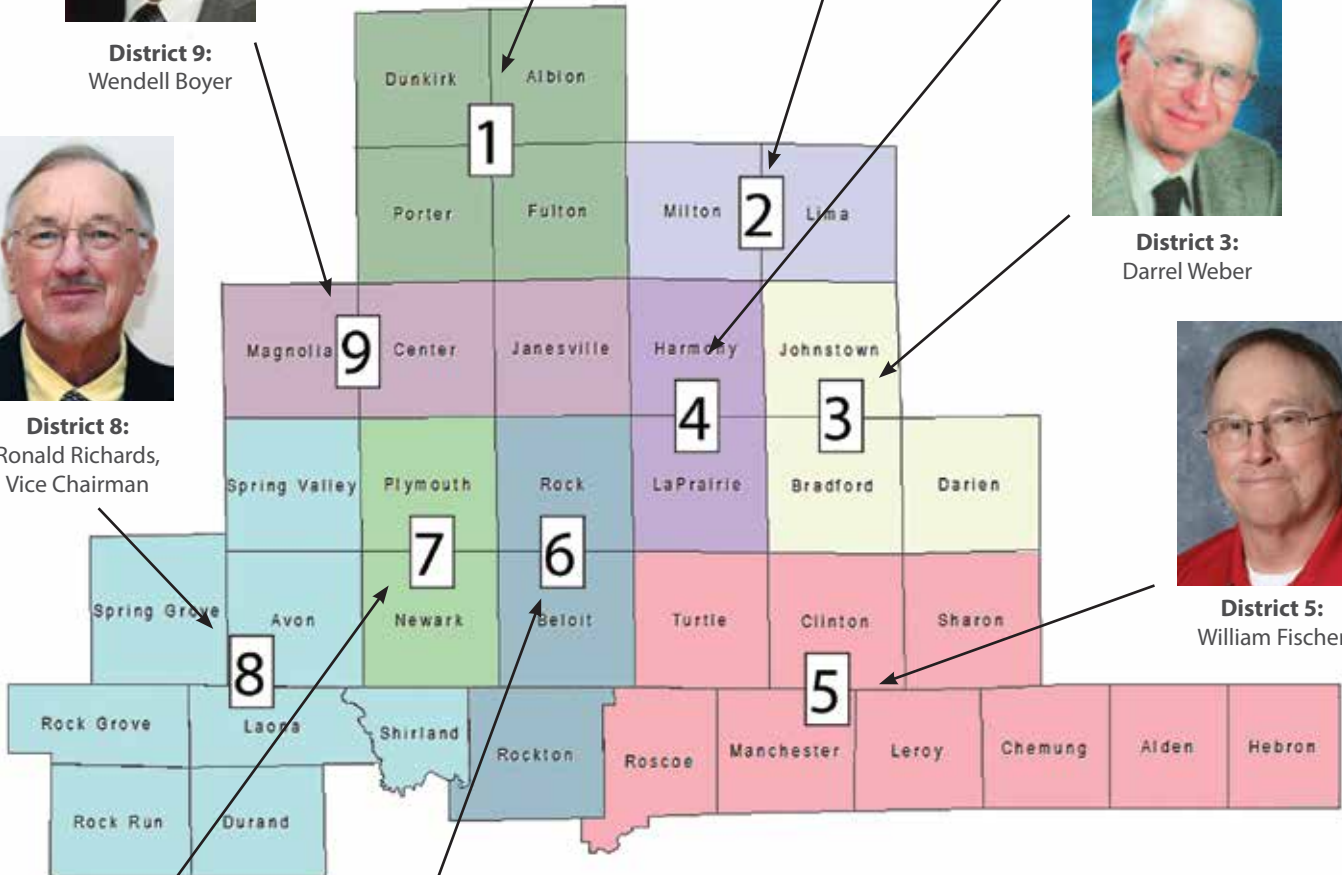 District 9:
Wendell Boyer
Dunkirk
Albion
1
Porter
Fulton
Milton
2
Lima
District 3:
Darrel Weber
Magnolia
9
Center
Janesville
Harmony
Johnstown
4
3
District 8:
Ronald Richards,
Vice Chairman
Spring Valley
Plymouth
Rock
LaPrairie
Bradford
Darien
7
6
Spring Grove
Avon
Newark
Beloit
Turtle
Clinton
Sharon
District 5:
William Fischer
8
5
Rock Grove
Laona
Shirland
Rockton
Roscoe
Manchester
Leroy
Chemung
Alden
Hebron
Rock Run
Durand